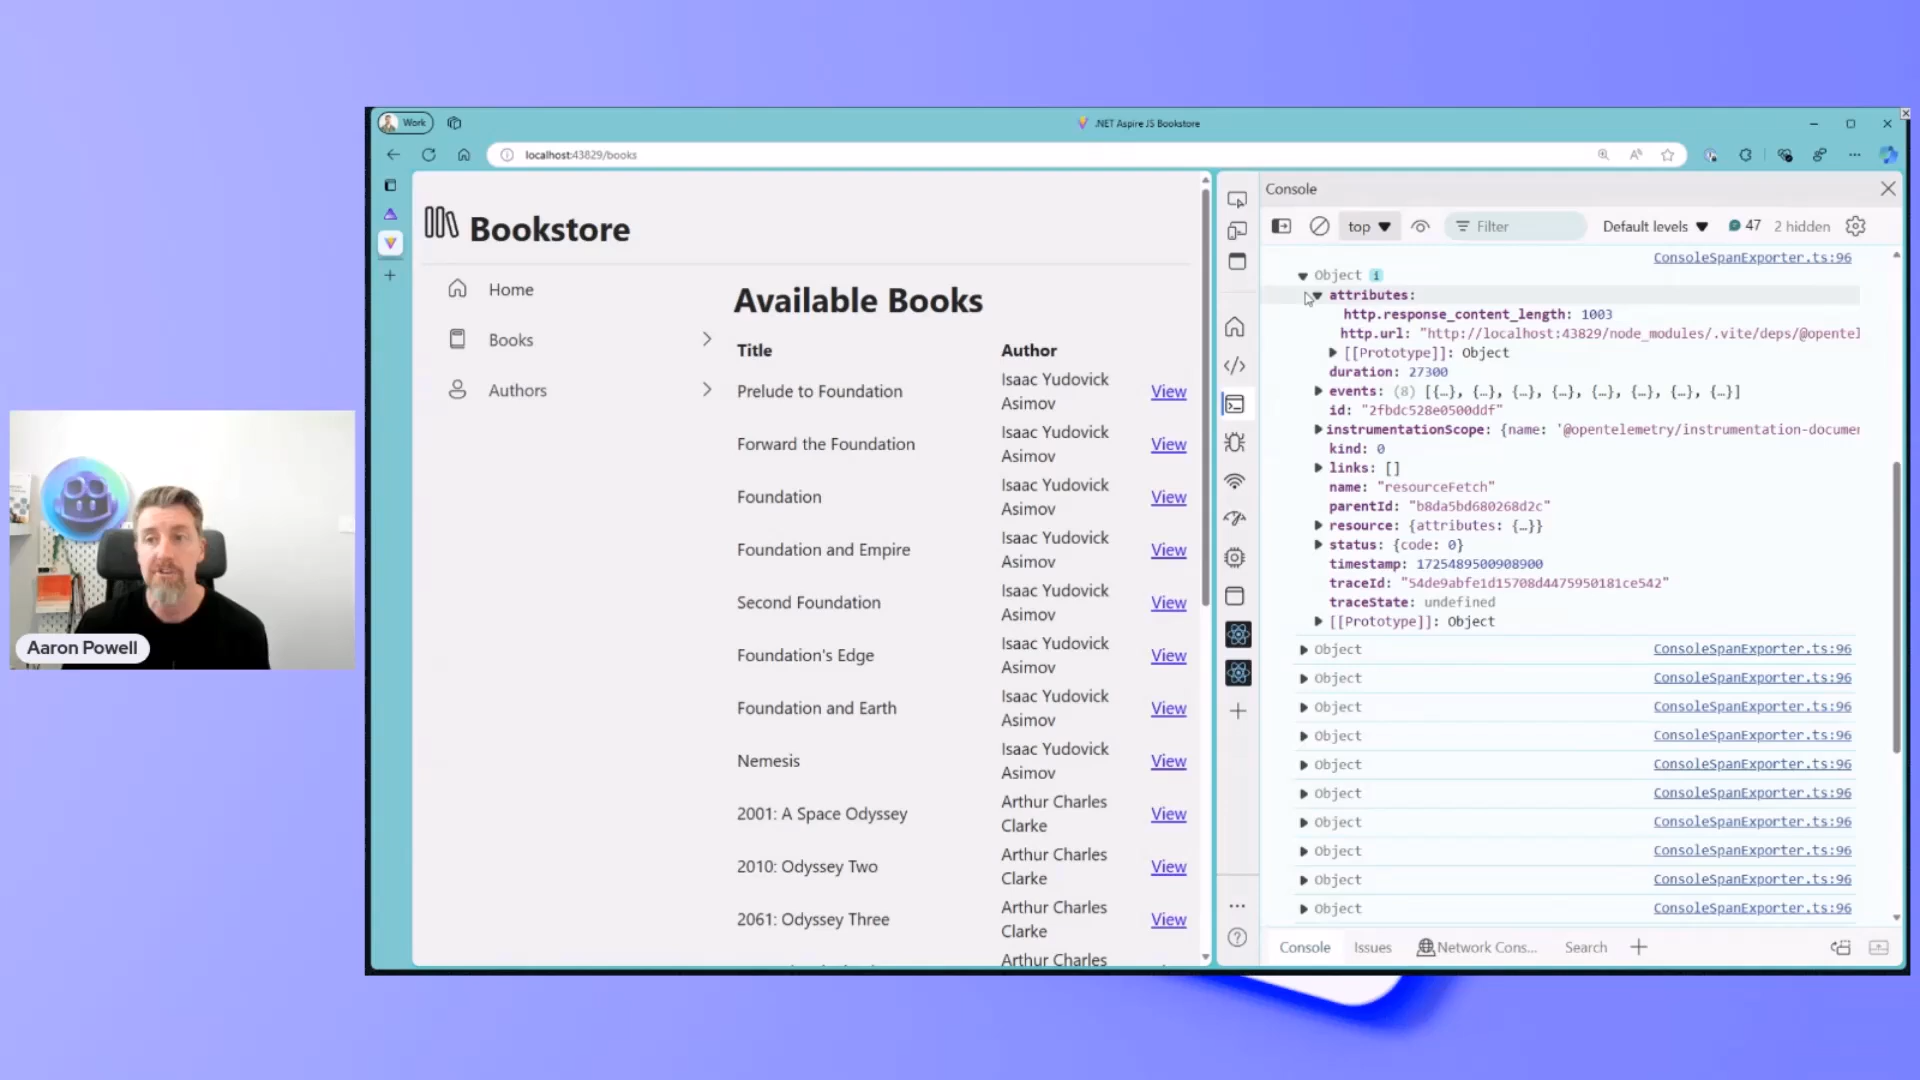 Work
.NET Aspire JS Bookstore
localhost:43829/books
Bookstore
Home
Books
Authors
Available Books
Title Author
Prelude to Foundation Isaac Yudovick Asimov View
Forward the Foundation Isaac Yudovick Asimov View
Foundation Isaac Yudovick Asimov View
Foundation and Empire Isaac Yudovick Asimov View
Second Foundation Isaac Yudovick Asimov View
Foundation's Edge Isaac Yudovick Asimov View
Foundation and Earth Isaac Yudovick Asimov View
Nemesis Isaac Yudovick Asimov View
2001: A Space Odyssey Arthur Charles Clarke View
2010: Odyssey Two Arthur Charles Clarke View
2061: Odyssey Three Arthur Charles Clarke View
Arthur Charles
Console
top Filter Default levels 47 2 hidden
ConsoleSpanExporter.ts:96
Object i
attributes:
http.response_content_length: 1003
http.url: "http://localhost:43829/node_modules/.vite/deps/@opentel
[[Prototype]]: Object
duration: 27300
events: (8) [{…}, {…}, {…}, {…}, {…}, {…}, {…}, {…}]
id: "2fbdc528e0500ddf"
instrumentationScope: {name: '@opentelemetry/instrumentation-documen
kind: 0
links: []
name: "resourceFetch"
parentId: "b8da5bd680268d2c"
resource: {attributes: {…}}
status: {code: 0}
timestamp: 1725489500908900
traceId: "54de9abfe1d15708d4475950181ce542"
traceState: undefined
[[Prototype]]: Object
Object ConsoleSpanExporter.ts:96
Object ConsoleSpanExporter.ts:96
Object ConsoleSpanExporter.ts:96
Object ConsoleSpanExporter.ts:96
Object ConsoleSpanExporter.ts:96
Object ConsoleSpanExporter.ts:96
Object ConsoleSpanExporter.ts:96
Object ConsoleSpanExporter.ts:96
Object ConsoleSpanExporter.ts:96
Object ConsoleSpanExporter.ts:96
Console Issues Network Cons... Search
Aaron Powell